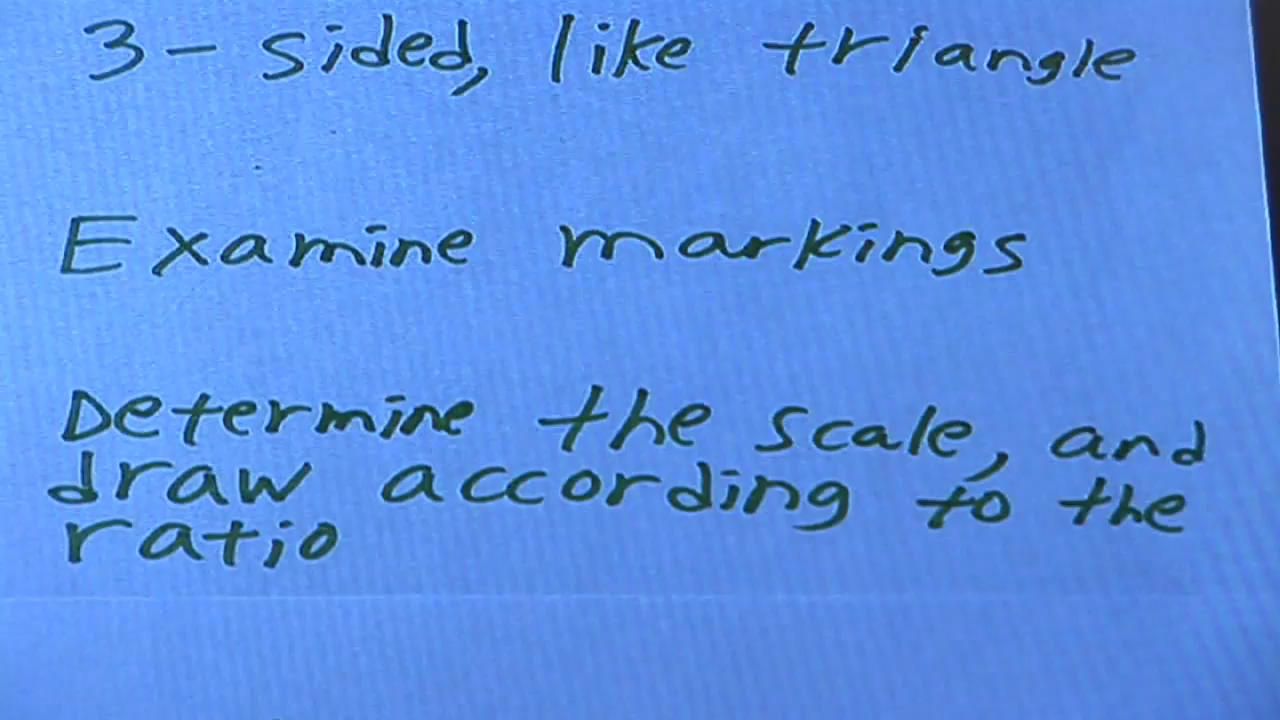 3-sided, like triangle
Examine markings
Determine the scale, and
draw according to the
ratio